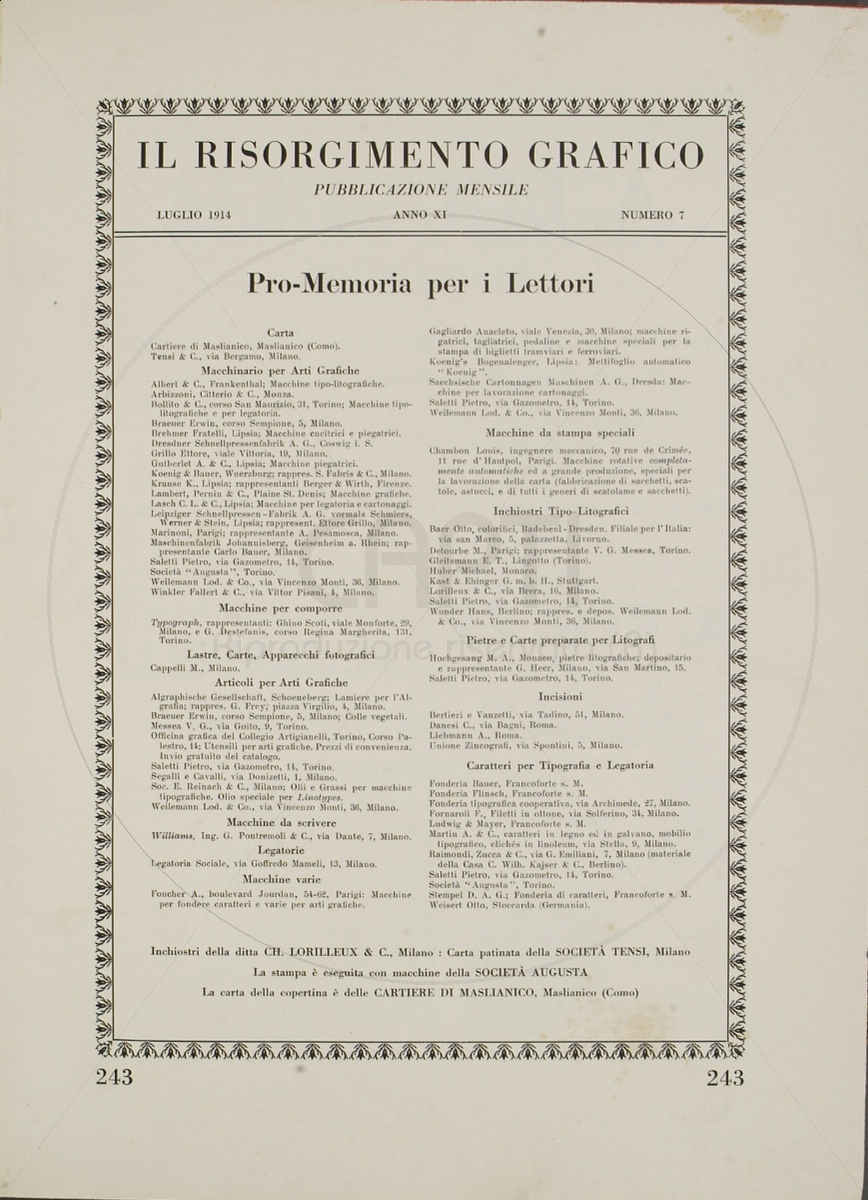 IL RISORGIMENTO GRAFICO
PUBBLICAZIONE MENSILE
LUGLIO 1914 ANNO XI NUMERO 7
Pro-Memoria per i Lettori
Carta
Cartiere di Maslianico, Maslianico (Como).
Tensi & C., via Bergamo, Milano.
Macchinario per Arti Grafiche
Albert & C., Frankenthal; Macchine tipo-litografiche.
Arbizzoni, Citterio & C., Monza.
Bollito & C., corso San Maurizio, 31, Torino; Macchine tipo-
litografiche e per legatoria.
Braeuer Erwin, corso Sempione, 5, Milano.
Brehmer Fratelli, Lipsia; Macchine cucitrici e piegatrici.
Dresdner Schnellpressenfabrik A. G., Coswig i. S.
Grillo Ettore, viale Vittoria, 19, Milano.
Gutberlet A. & C., Lipsia; Macchine piegatrici.
Koenig & Bauer, Wuerzburg; rappres. S. Fabris & C., Milano.
Krause K., Lipsia; rappresentanti Berger & Wirth, Firenze.
Lambert, Pernin & C., Plaine St. Denis; Macchine grafiche.
Lasch C. L. & C., Lipsia; Macchine per legatoria e cartonaggi.
Leipziger Schnellpressen-Fabrik A. G. vormals Schmiers,
Werner & Stein, Lipsia; rappresent. Ettore Grillo, Milano.
Marinoni, Parigi; rappresentante A. Pesamosca, Milano.
Maschinenfabrik Johannisberg, Geisenheim a. Rhein; rap-
presentante Carlo Bauer, Milano.
Saletti Pietro, via Gazometro, 14, Torino.
Società "Augusta", Torino.
Weilemann Lod. & Co., via Vincenzo Monti, 36, Milano.
Winkler Fallert & C., via Vittor Pisani, 4, Milano.
Macchine per comporre
Typograph, rappresentanti: Ghino Scoti, viale Monforte, 29,
Milano, e G. Destefanis, corso Regina Margherita, 131,
Torino.
Lastre, Carte, Apparecchi fotografici
Cappelli M., Milano.
Articoli per Arti Grafiche
Algraphische Gesellschaft, Schoeneberg; Lamiere per l'Al-
grafia; rappres. G. Frey, piazza Virgilio, 4, Milano.
Braeuer Erwin, corso Sempione, 5, Milano; Colle vegetali.
Messea V. G., via Goito, 9, Torino.
Officina grafica del Collegio Artigianelli, Torino, Corso Pa-
lestro, 14; Utensili per arti grafiche. Prezzi di convenienza.
Invio gratuito del catalogo.
Saletti Pietro, via Gazometro, 14, Torino.
Segalli e Cavalli, via Donizetti, 1, Milano.
Soc. E. Reinach & C., Milano; Olii e Grassi per macchine
tipografiche. Olio speciale per Linotypes.
Weilemann Lod. & Co., via Vincenzo Monti, 36, Milano.
Macchine da scrivere
Williams, Ing. G. Pontremoli & C., via Dante, 7, Milano.
Legatorie
Legatoria Sociale, via Goffredo Mameli, 13, Milano.
Macchine varie
Foucher A., boulevard Jourdan, 54-62, Parigi: Macchine
per fondere caratteri e varie per arti grafiche.
Gagliardo Anacleto, viale Venezia, 30, Milano; macchine ri-
gatrici, tagliatrici, pedaline e macchine speciali per la
stampa di biglietti tramviari e ferroviari.
Koenig's Bogenalenger, Lipsia: Mettifoglio automatico
"Koenig".
Saechsische Cartonnagen Maschinen A. G., Dresda: Mac-
chine per lavorazione cartonaggi.
Saletti Pietro, via Gazometro, 14, Torino.
Weilemann Lod. & Co., via Vincenzo Monti, 36, Milano.
Macchine da stampa speciali
Chambon Louis, ingegnere meccanico, 70 rue de Crimée,
11 rue d'Hautpol, Parigi. Macchine rotative completa-
mente automatiche ed a grande produzione, speciali per
la lavorazione della carta (fabbricazione di sacchetti, sca-
tole, astucci, e di tutti i generi di scatolame e sacchetti).
Inchiostri Tipo-Litografici
Baer Otto, colorifici, Radebeul-Dresden. Filiale per l'Italia:
via san Marco, 5, palazzetta, Livorno.
Detourbe M., Parigi; rappresentante V. G. Messea, Torino.
Gleitsmann E. T., Lingotto (Torino).
Huber Michael, Monaco.
Kast & Ehinger G. m. b. H., Stuttgart.
Lorilleux & C., via Brera, 16, Milano.
Saletti Pietro, via Gazometro, 14, Torino.
Wunder Hans, Berlino; rappres. e depos. Weilemann Lod.
& Co., via Vincenzo Monti, 36, Milano.
Pietre e Carte preparate per Litografi
Hochgesang M. A., Monaco, pietre litografiche; depositario
e rappresentante G. Heer, Milano, via San Martino, 15.
Saletti Pietro, via Gazometro, 14, Torino.
Incisioni
Bertieri e Vanzetti, via Tadino, 51, Milano.
Danesi C., via Bagni, Roma.
Liebmann A., Roma.
Unione Zincografi, via Spontini, 5, Milano.
Caratteri per Tipografia e Legatoria
Fonderia Bauer, Francoforte s. M.
Fonderia Flinsch, Francoforte s. M.
Fonderia tipografica cooperativa, via Archimede, 27, Milano.
Fornaroli F., Filetti in ottone, via Solferino, 34, Milano.
Ludwig & Mayer, Francoforte s. M.
Martin A. & C., caratteri in legno ed in galvano, mobilio
tipografico, clichés in linoleum, via Stella, 9, Milano.
Raimondi, Zucca & C., via G. Emiliani, 7, Milano (materiale
della Casa C. Wilh. Kajser & C., Berlino).
Saletti Pietro, via Gazometro, 14, Torino.
Società "Augusta", Torino.
Stempel D. A. G.; Fonderia di caratteri, Francoforte s. M.
Weisert Otto, Stoccarda (Germania).
Inchiostri della ditta CH. LORILLEUX & C., Milano : Carta patinata della SOCIETÀ TENSI, Milano
La stampa è eseguita con macchine della SOCIETÀ AUGUSTA
La carta della copertina è delle CARTIERE DI MASLIANICO, Maslianico (Como)
243 243